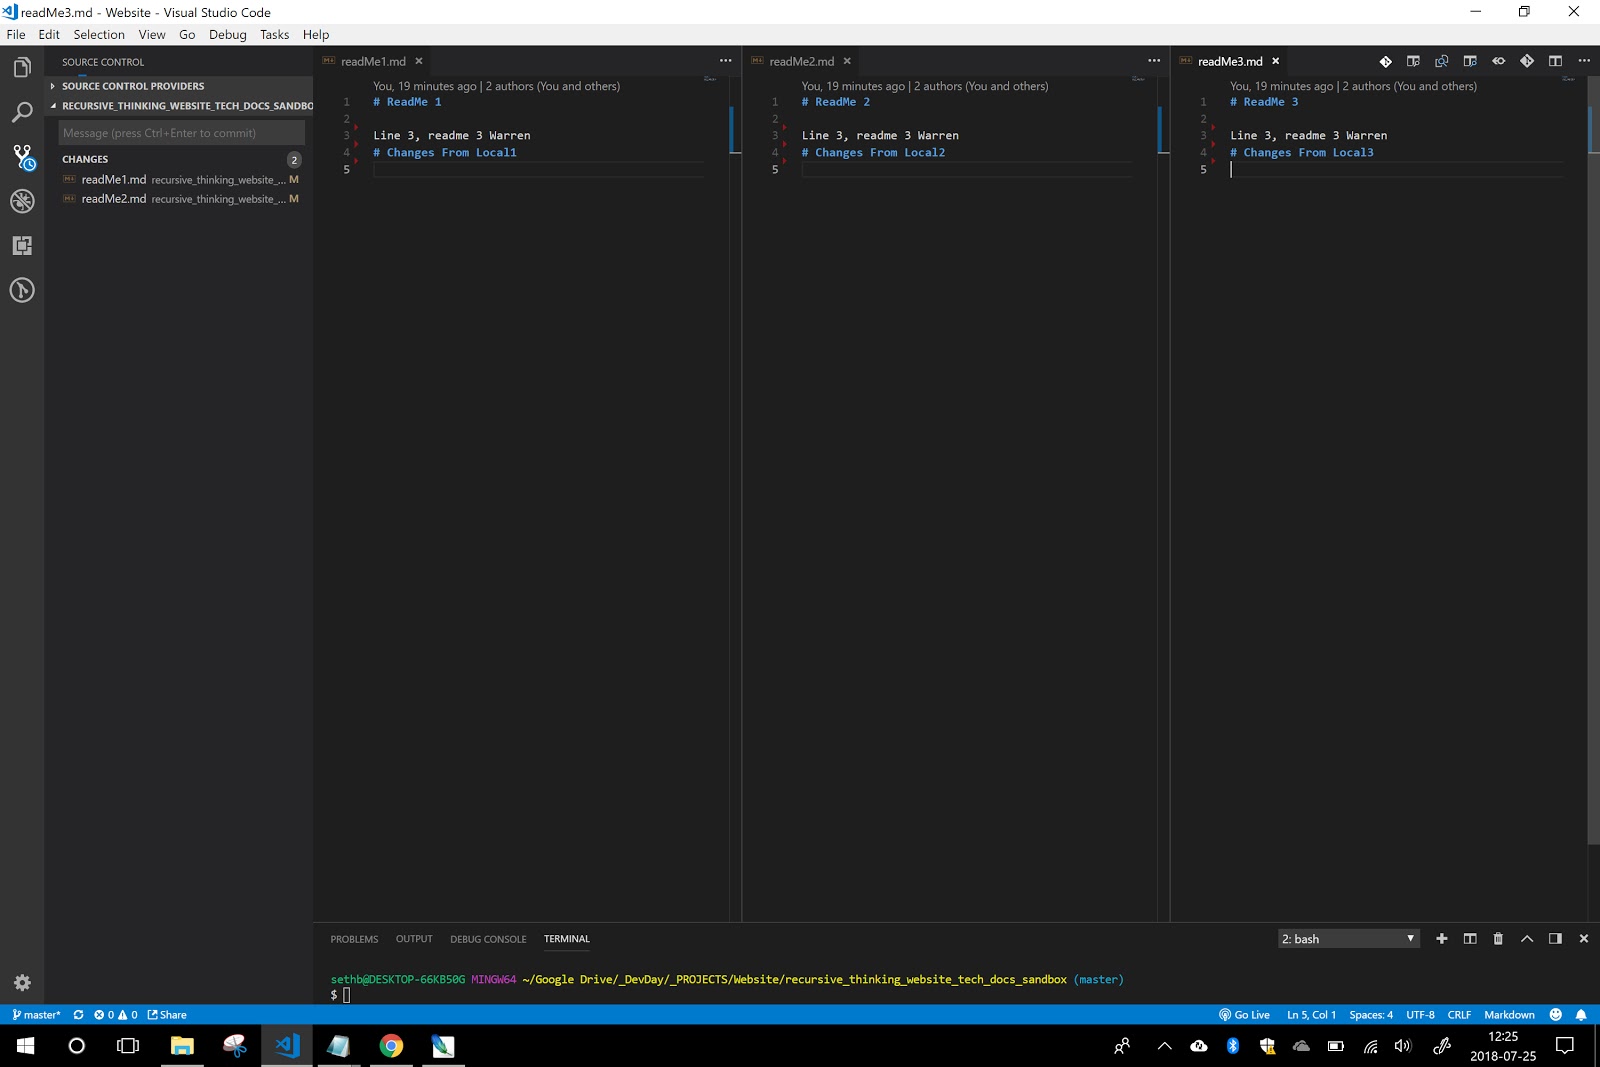 readMe3.md - Website - Visual Studio Code
File Edit Selection View Go Debug Tasks Help
SOURCE CONTROL
SOURCE CONTROL PROVIDERS
RECURSIVE_THINKING_WEBSITE_TECH_DOCS_SANDBO
Message (press Ctrl+Enter to commit)
CHANGES 2
readMe1.md recursive_thinking_website_... M
readMe2.md recursive_thinking_website_... M
readMe1.md
You, 19 minutes ago | 2 authors (You and others)
1 # ReadMe 1
2
3 Line 3, readme 3 Warren
4 # Changes From Local1
5
readMe2.md
You, 19 minutes ago | 2 authors (You and others)
1 # ReadMe 2
2
3 Line 3, readme 3 Warren
4 # Changes From Local2
5
readMe3.md
You, 19 minutes ago | 2 authors (You and others)
1 # ReadMe 3
2
3 Line 3, readme 3 Warren
4 # Changes From Local3
5
PROBLEMS OUTPUT DEBUG CONSOLE TERMINAL
2: bash
sethb@DESKTOP-66KB50G MINGW64 ~/Google Drive/_DevDay/_PROJECTS/Website/recursive_thinking_website_tech_docs_sandbox (master)
$
master* 0 0 Share
Go Live Ln 5, Col 1 Spaces: 4 UTF-8 CRLF Markdown
12:25
2018-07-25